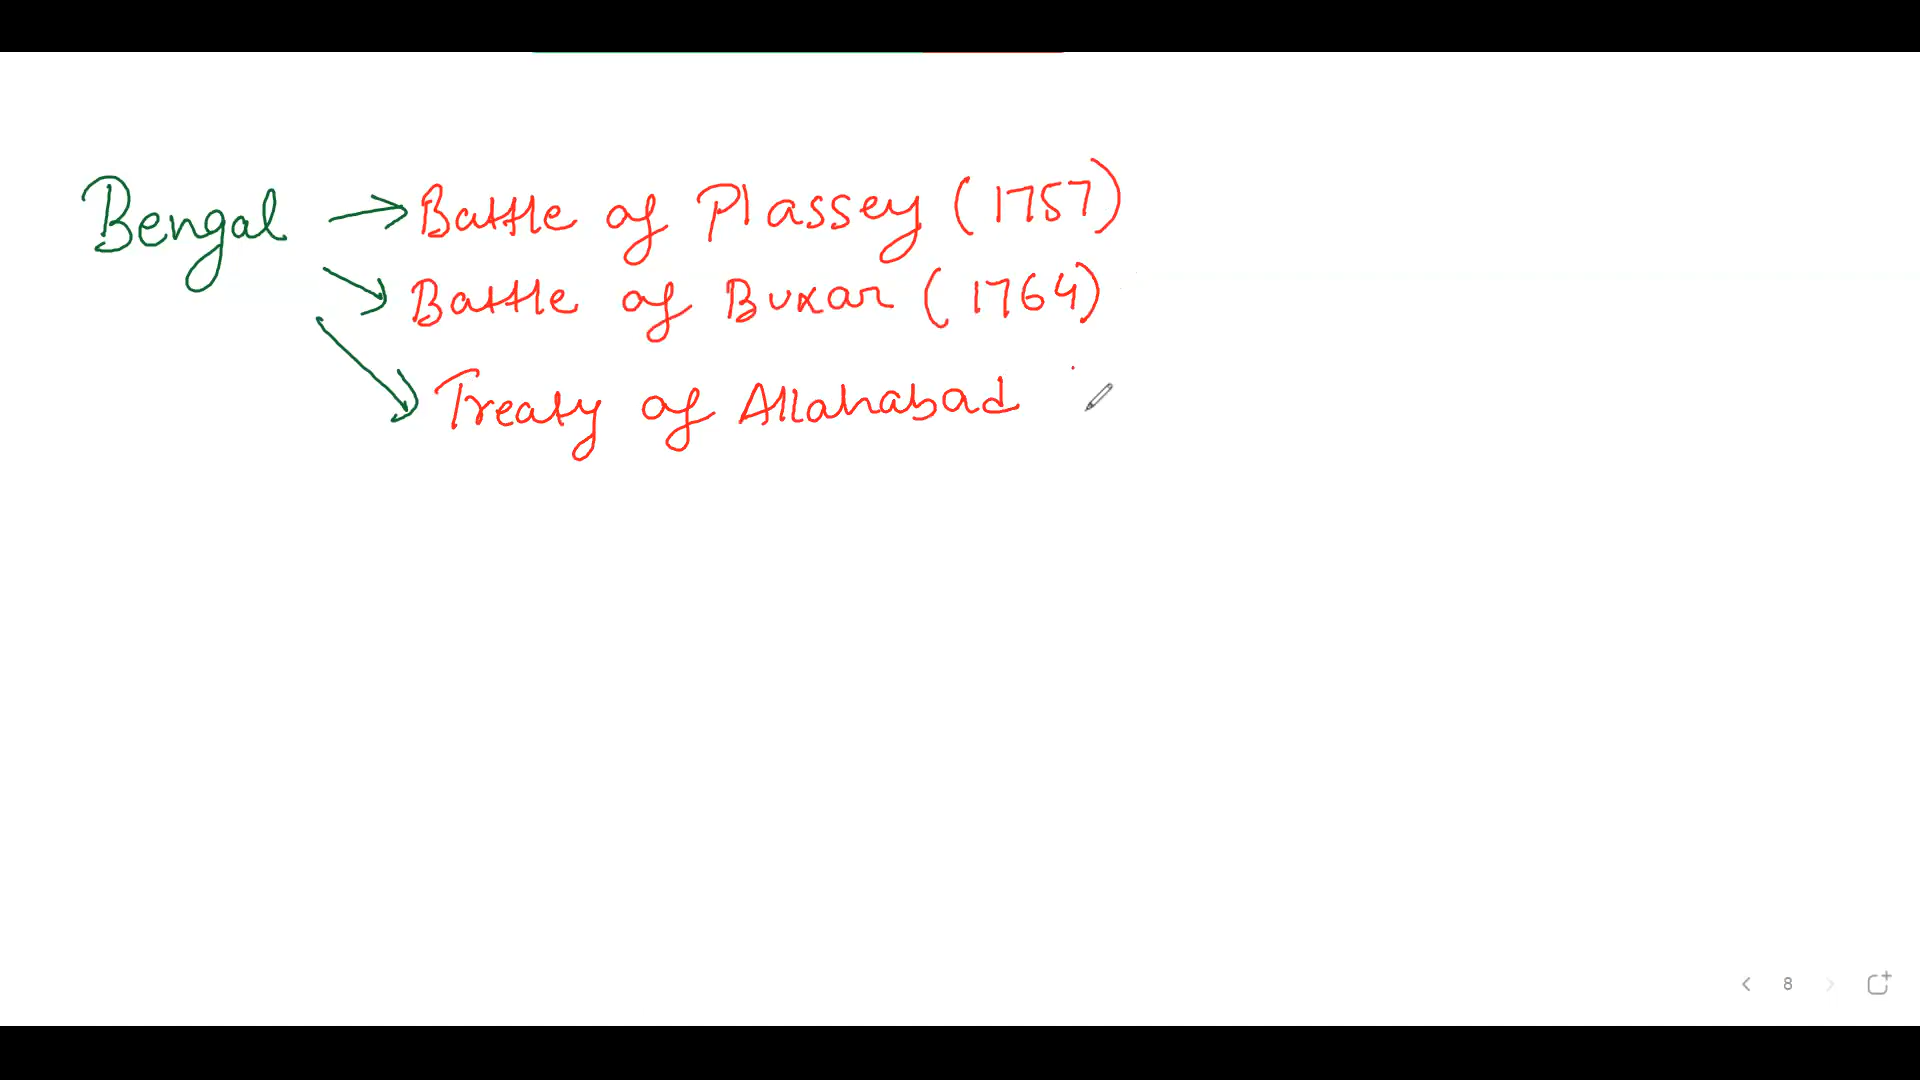 Bengal → Battle of Plassey (1757)
Battle of Buxar (1764)
Treaty of Allahabad
8